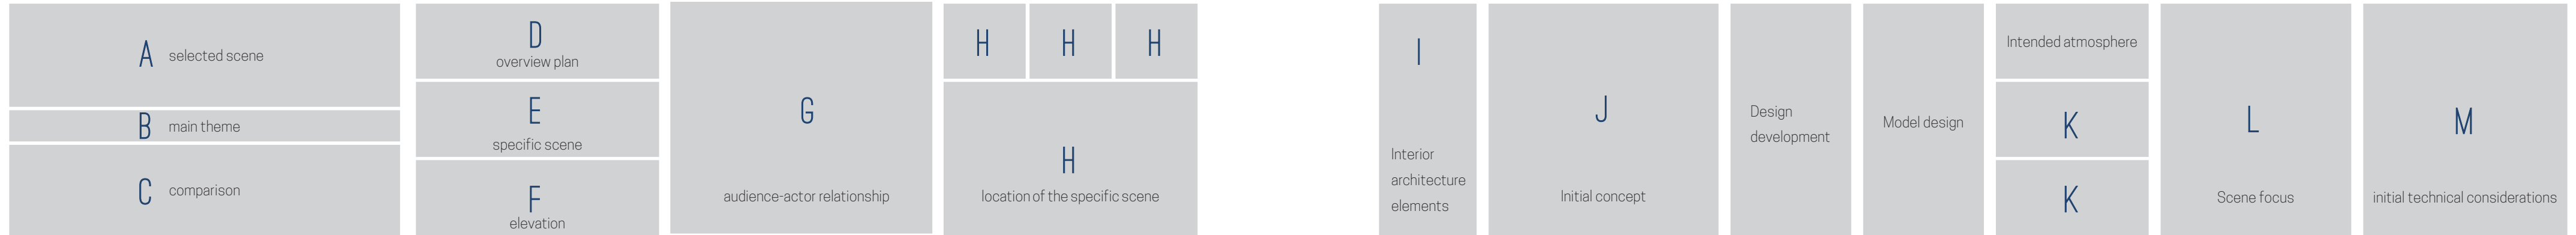 A selected scene
B main theme
C comparison
D
overview plan
E
specific scene
F
elevation
G
audience-actor relationship
H H H
H
location of the specific scene
I
Interior
architecture
elements
J
Initial concept
Design
development
Model design
Intended atmosphere
K
K
L
Scene focus
M
initial technical considerations